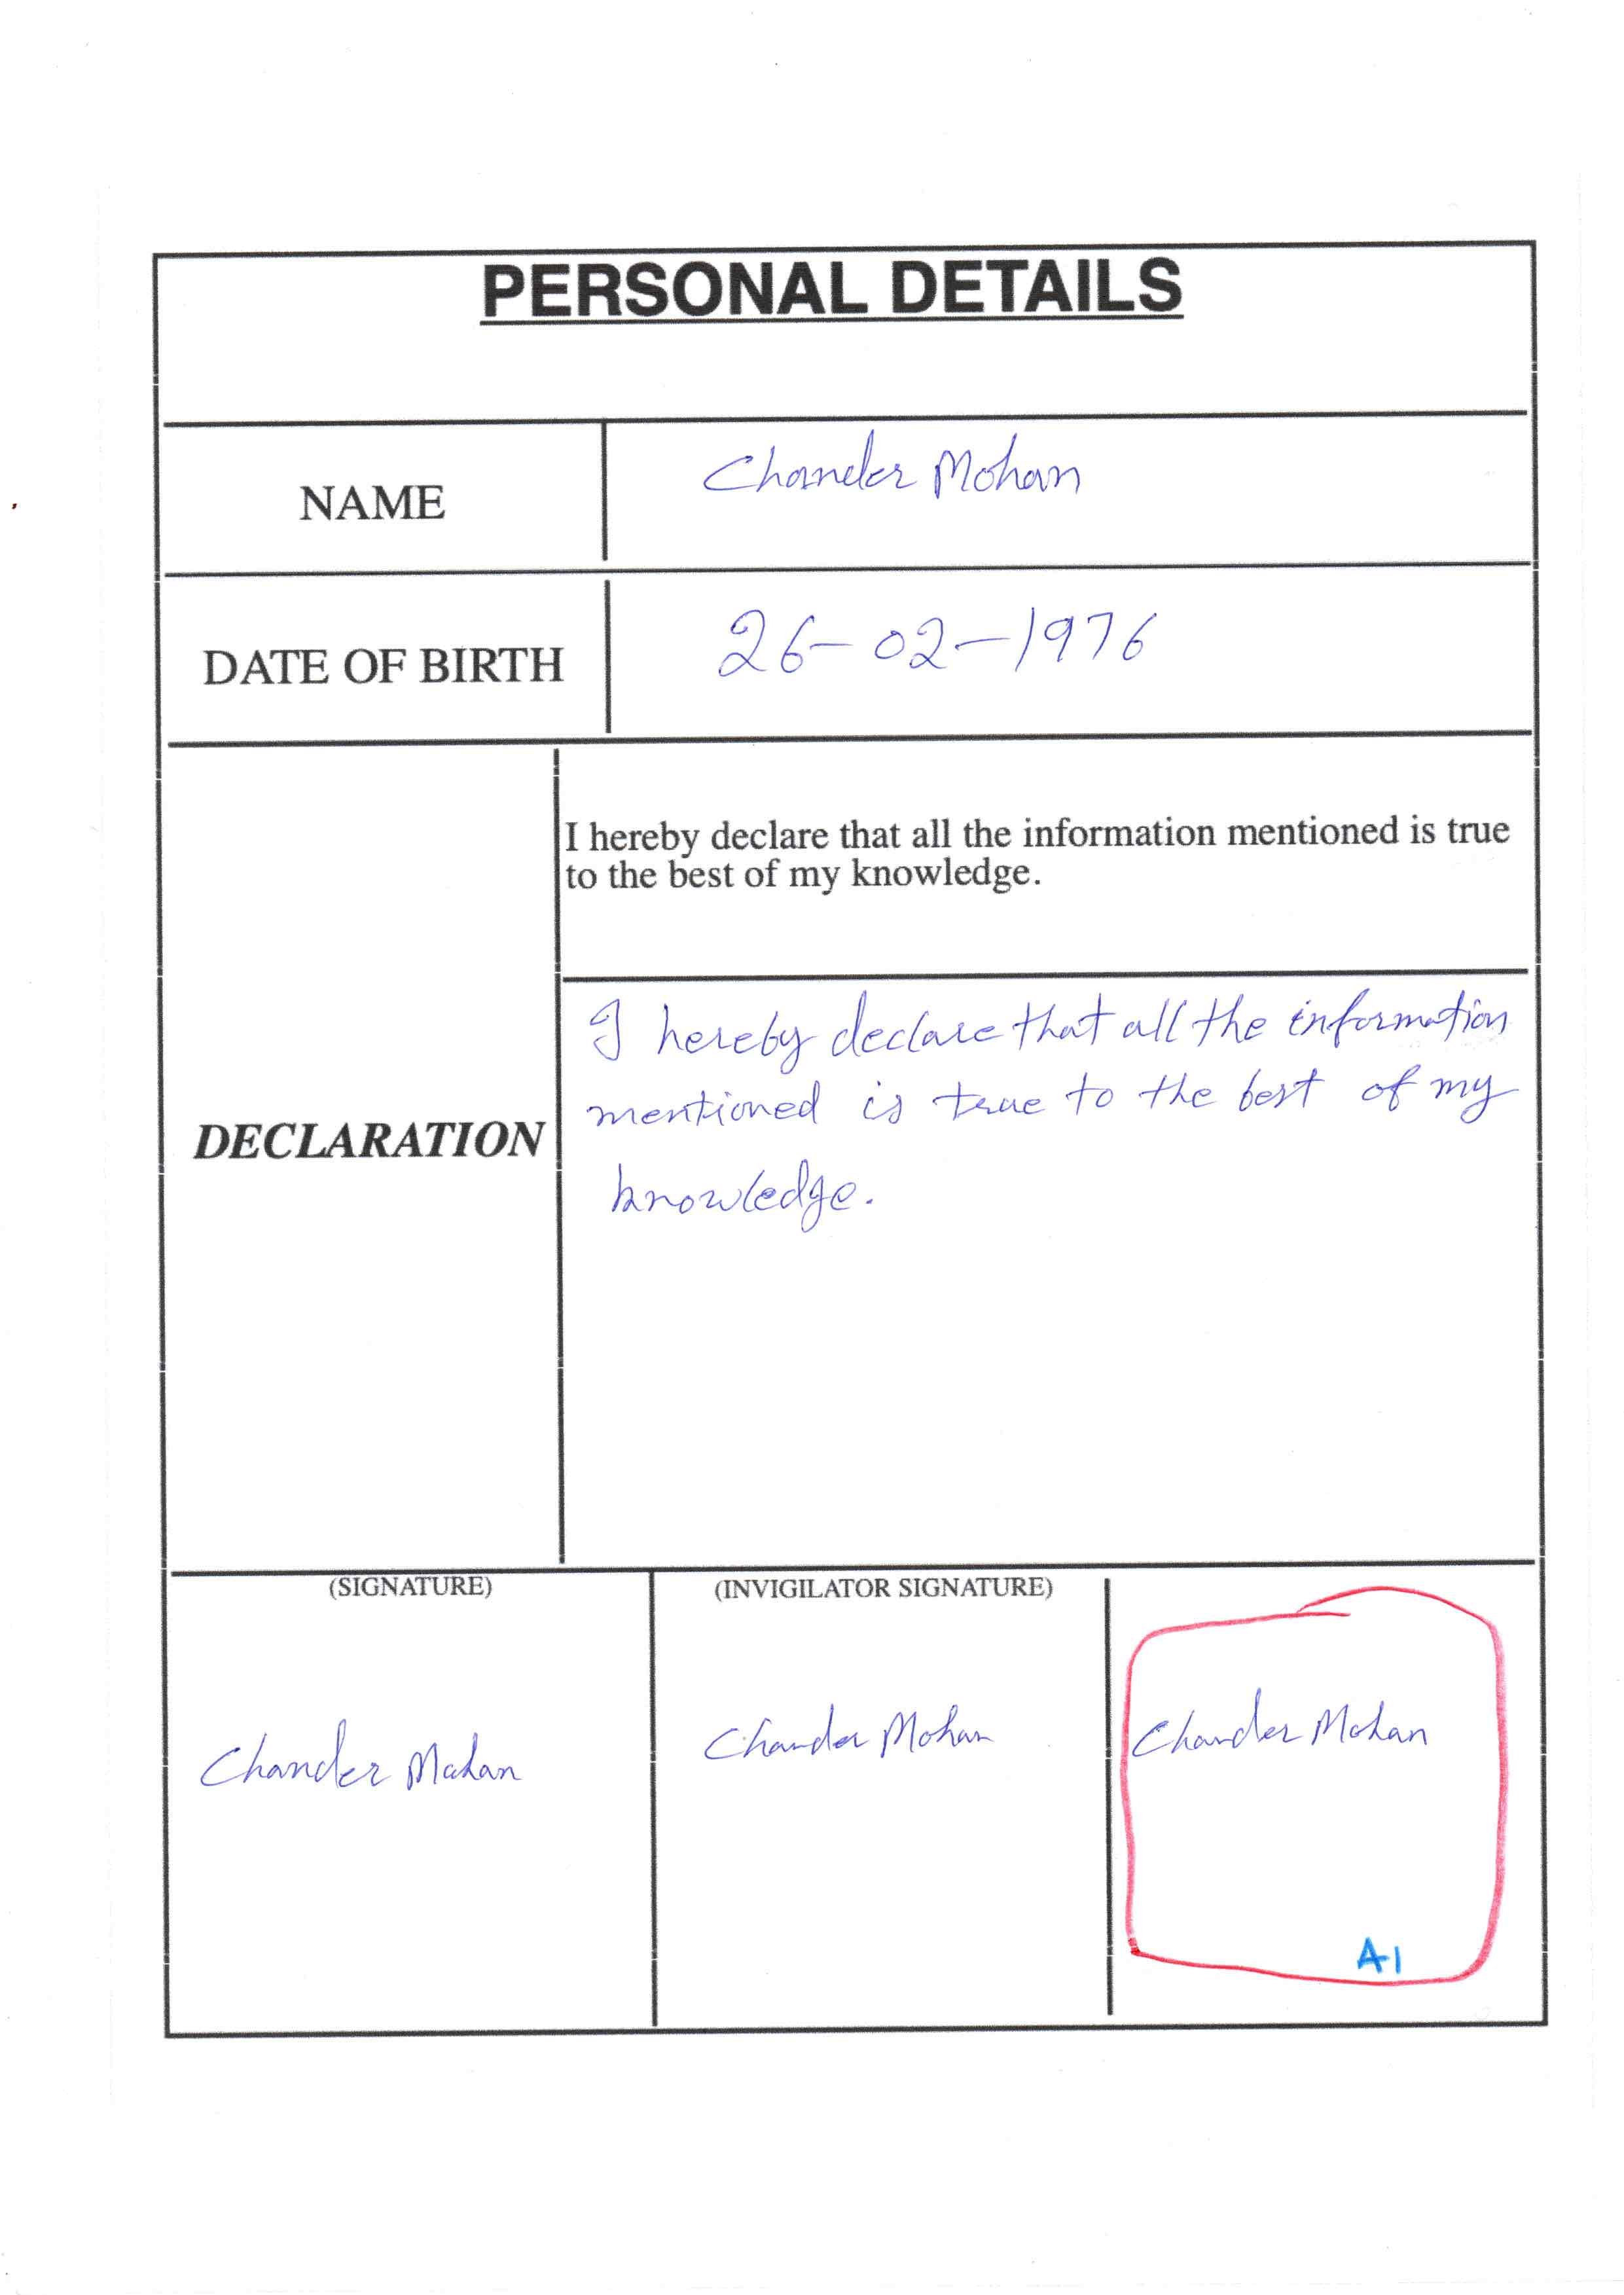 PERSONAL DETAILS
NAME
Chander Mohan
DATE OF BIRTH
26-02-1976
DECLARATION
I hereby declare that all the information mentioned is true
to the best of my knowledge.
I hereby declare that all the information
mentioned is true to the best of my
knowledge.
(SIGNATURE)
(INVIGILATOR SIGNATURE)
Chander Mohan
Chander Mohan
Chander Mohan
A1